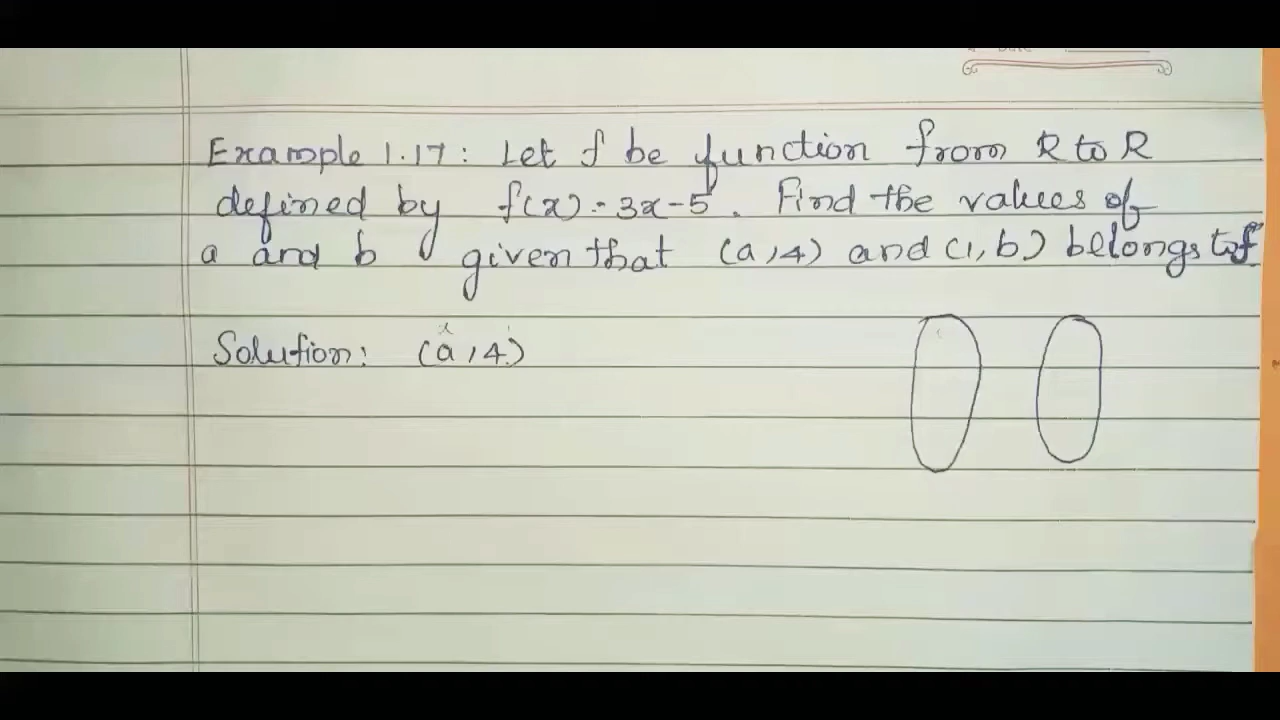 Example 1.17: Let f be function from R to R
defined by f(x) = 3x-5. Find the values of
a and b given that (a,4) and (1,b) belongs to f
x
Solution: (a,4)